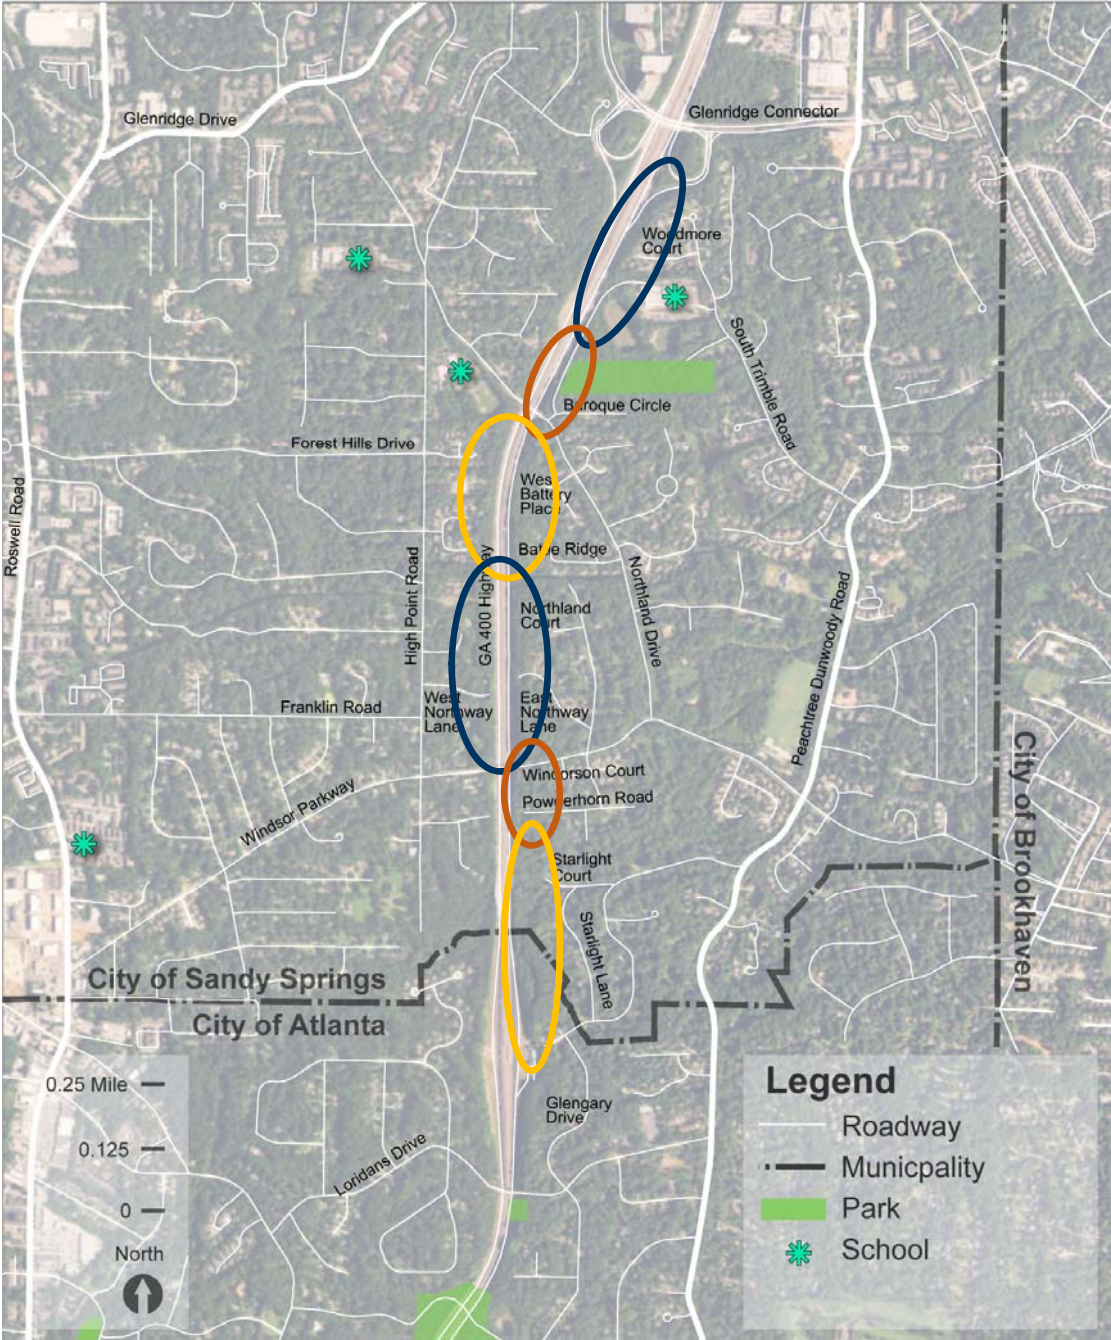 Glenridge Drive
Glenridge Connector
Woodmore
Court
South Trimble Road
Baroque Circle
Forest Hills Drive
Roswell Road
West
Battery
Place
Battle Ridge
High Point Road
GA 400 Highway
Northland
Court
Northland Drive
Peachtree Dunwoody Road
Franklin Road
West
Northway
Lane
East
Northway
Lane
City of Brookhaven
Windsor Parkway
Windorson Court
Powderhorn Road
Starlight
Court
Starlight Lane
City of Sandy Springs
City of Atlanta
0.25 Mile
0.125
0
North
Glengary
Drive
Loridans Drive
Legend
Roadway
Municpality
Park
School